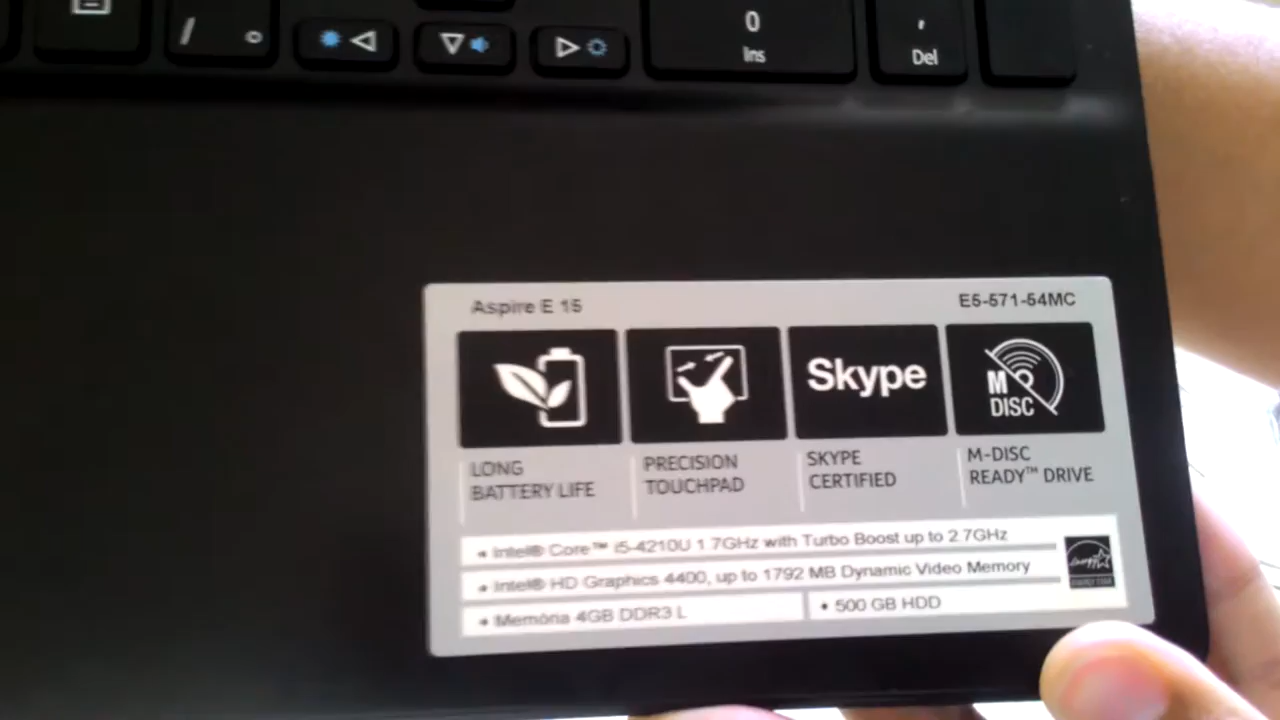 / °
0
Ins
,
Del
Aspire E 15
E5-571-54MC
Skype
M DISC
LONG
BATTERY LIFE
PRECISION
TOUCHPAD
SKYPE
CERTIFIED
M-DISC
READY™ DRIVE
• Intel® Core™ i5-4210U 1.7GHz with Turbo Boost up to 2.7GHz
• Intel® HD Graphics 4400, up to 1792 MB Dynamic Video Memory
• Memória 4GB DDR3 L
• 500 GB HDD
ENERGY STAR